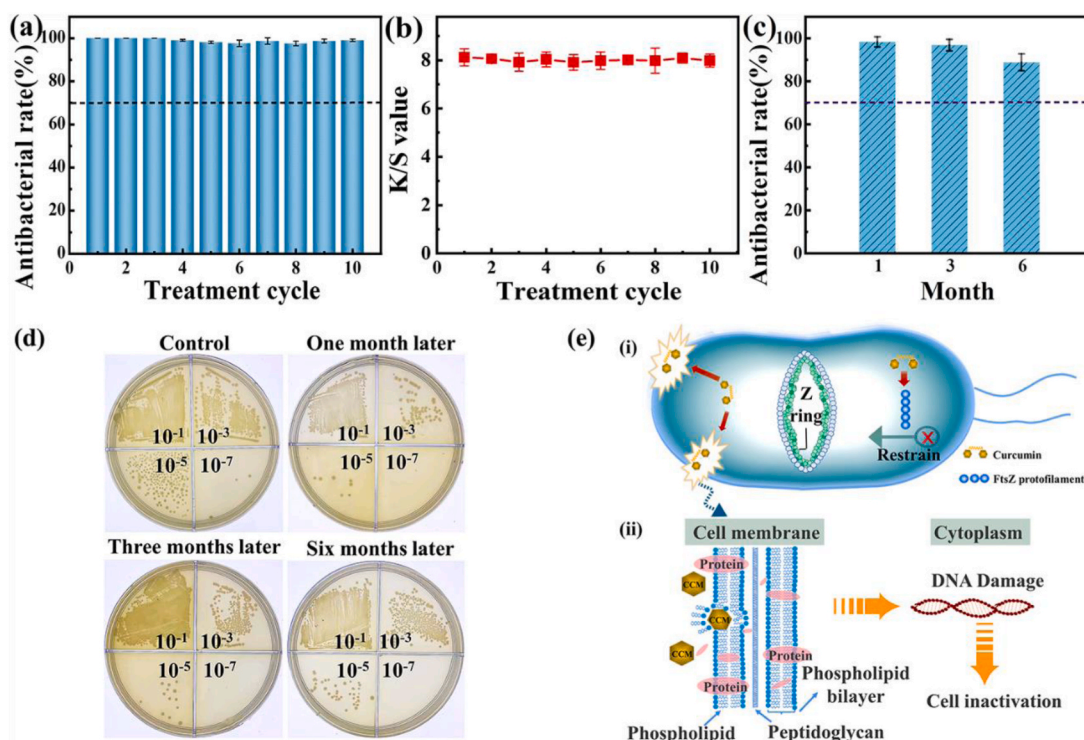 (a)
Antibacterial rate(%)
100
80
60
40
20
0
0 2 4 6 8 10
Treatment cycle
(b)
K/S value
8
6
4
2
0
0 2 4 6 8 10
Treatment cycle
(c)
Antibacterial rate(%)
100
80
60
40
20
0
1 3 6
Month
(d)
Control
10-1 10-3
10-5 10-7
One month later
10-1 10-3
10-5 10-7
Three months later
10-1 10-3
10-5 10-7
Six months later
10-1 10-3
10-5 10-7
(e)
(i)
Z
ring
Restrain
Curcumin
FtsZ protofilament
(ii)
Cell membrane
Cytoplasm
Protein
CCM
CCM
CCM
Protein
Protein
DNA Damage
Cell inactivation
Phospholipid
bilayer
Phospholipid
Peptidoglycan